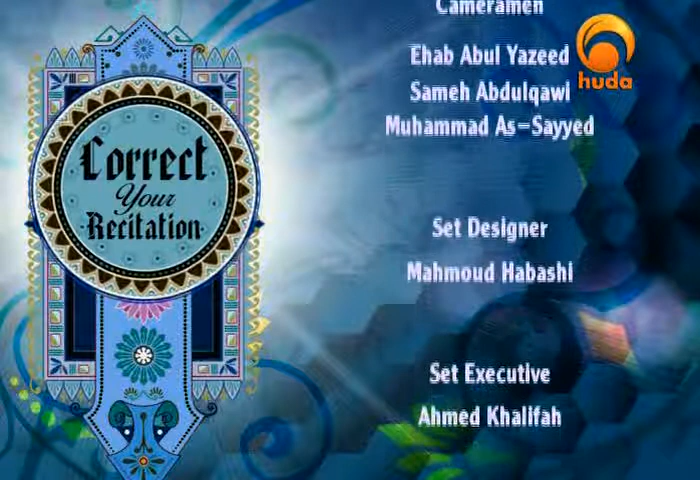 Correct
Your
Recitation
Cameramen
Ehab Abul Yazeed
Sameh Abdulqawi
Muhammad As-Sayyed
Set Designer
Mahmoud Habashi
Set Executive
Ahmed Khalifah
huda